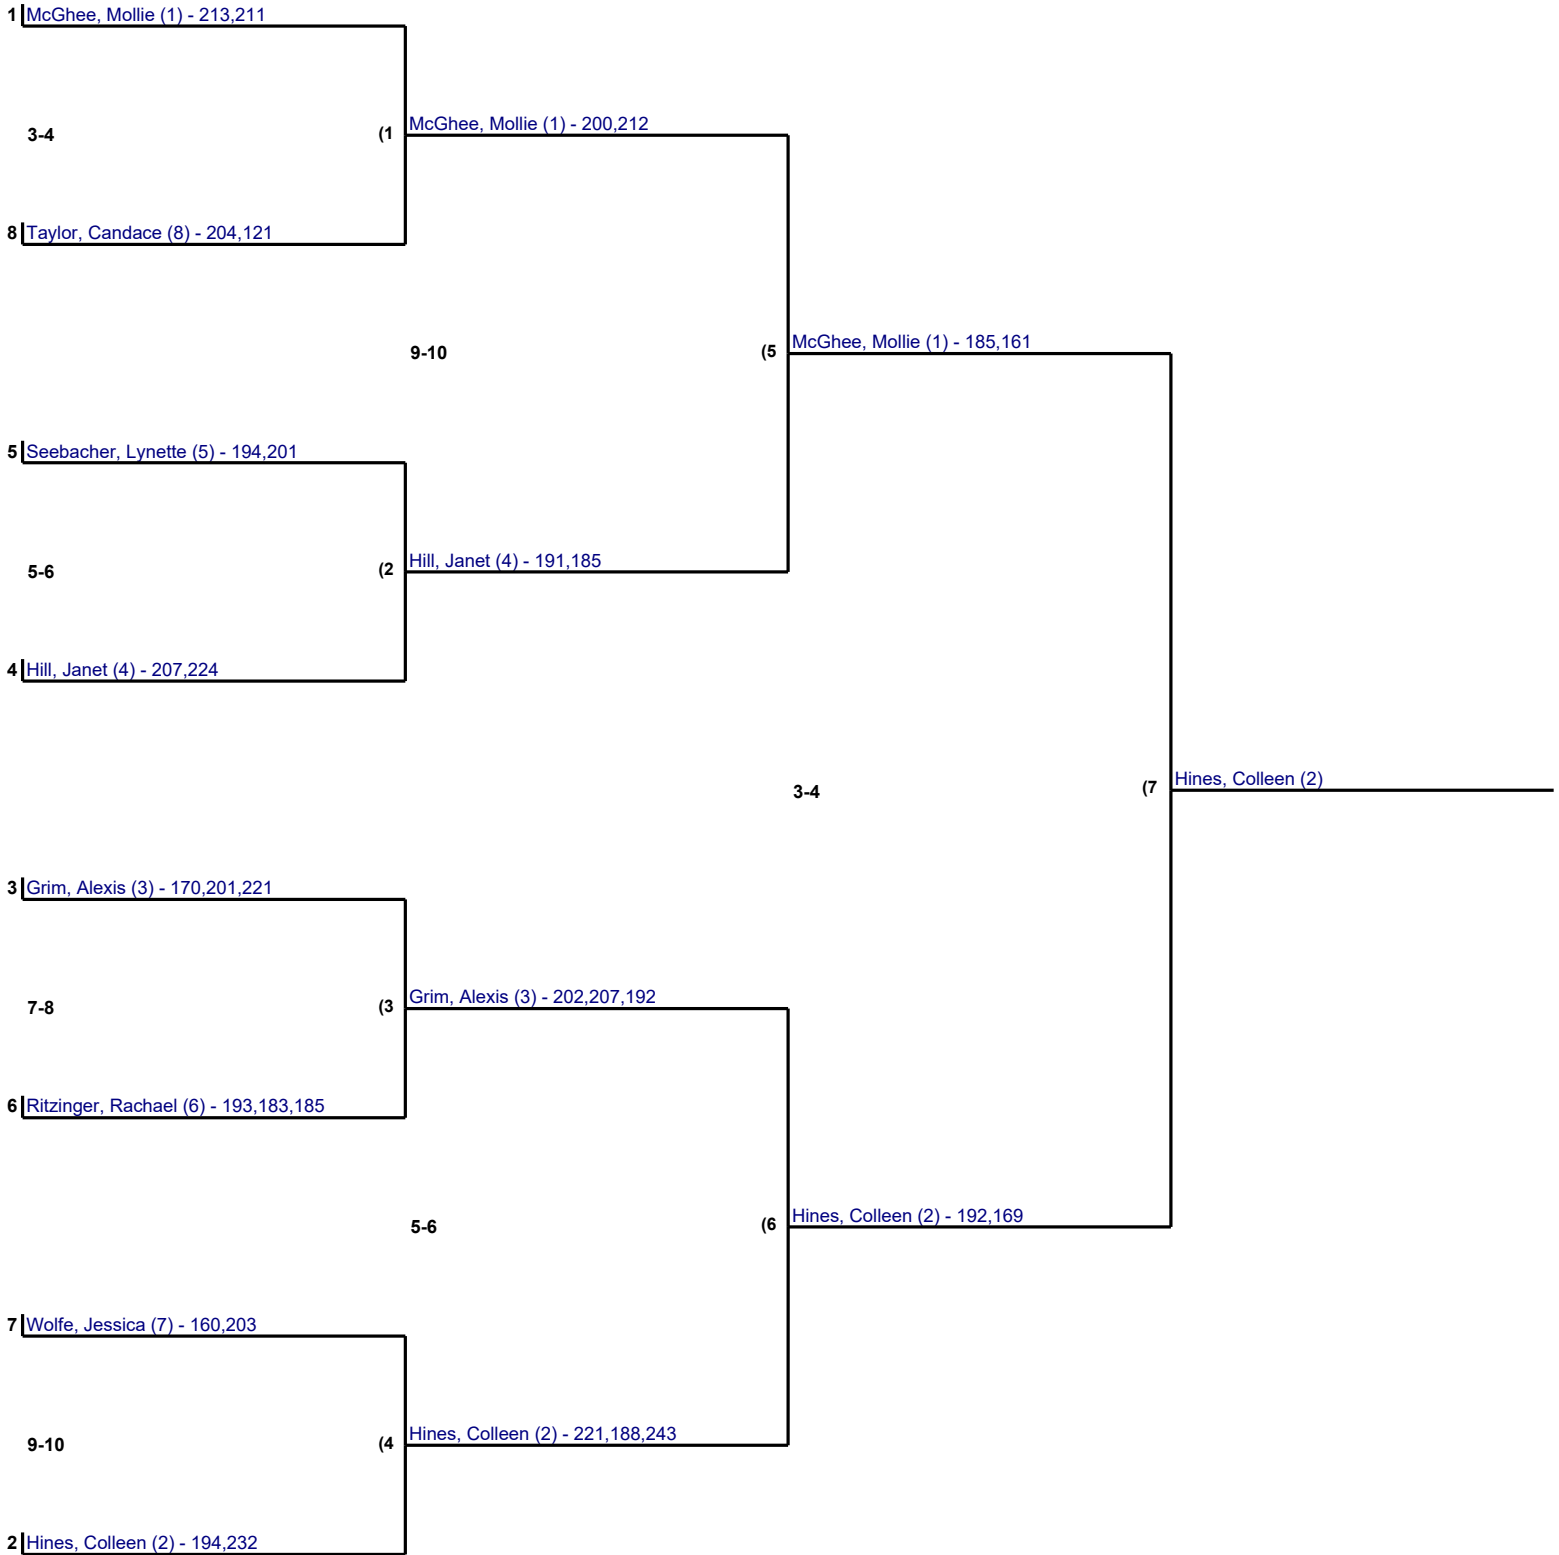 1 McGhee, Mollie (1) - 213,211
McGhee, Mollie (1) - 200,212
3-4 (1
8 Taylor, Candace (8) - 204,121
McGhee, Mollie (1) - 185,161
9-10 (5
5 Seebacher, Lynette (5) - 194,201
Hill, Janet (4) - 191,185
5-6 (2
4 Hill, Janet (4) - 207,224
Hines, Colleen (2)
3-4 (7
3 Grim, Alexis (3) - 170,201,221
Grim, Alexis (3) - 202,207,192
7-8 (3
6 Ritzinger, Rachael (6) - 193,183,185
Hines, Colleen (2) - 192,169
5-6 (6
7 Wolfe, Jessica (7) - 160,203
Hines, Colleen (2) - 221,188,243
9-10 (4
2 Hines, Colleen (2) - 194,232